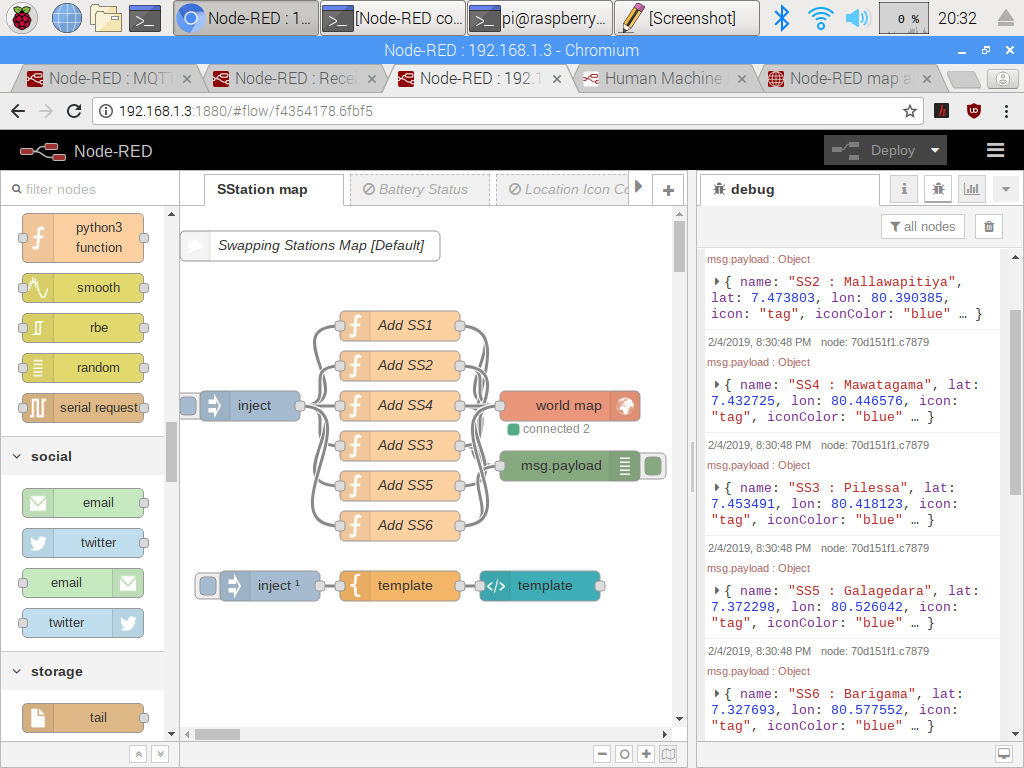 Node-RED : 1...
[Node-RED co...
pi@raspberry...
[Screenshot]
0 %
20:32
Node-RED : 192.168.1.3 - Chromium
Node-RED : MQTT
Node-RED : Recei
Node-RED : 192.1
Human Machine
Node-RED map a
192.168.1.3:1880/#flow/f4354178.6fbf5
Node-RED
Deploy
filter nodes
SStation map
Battery Status
Location Icon Co
debug
all nodes
python3
function
smooth
rbe
random
serial request
social
email
twitter
email
twitter
storage
tail
Swapping Stations Map [Default]
Add SS1
Add SS2
inject
Add SS4
world map
connected 2
Add SS3
msg.payload
Add SS5
Add SS6
inject ¹
template
template
msg.payload : Object
{ name: "SS2 : Mallawapitiya",
lat: 7.473803, lon: 80.390385,
icon: "tag", iconColor: "blue" … }
2/4/2019, 8:30:48 PM node: 70d151f1.c7879
msg.payload : Object
{ name: "SS4 : Mawatagama", lat:
7.432725, lon: 80.446576, icon:
"tag", iconColor: "blue" … }
2/4/2019, 8:30:48 PM node: 70d151f1.c7879
msg.payload : Object
{ name: "SS3 : Pilessa", lat:
7.453491, lon: 80.418123, icon:
"tag", iconColor: "blue" … }
2/4/2019, 8:30:48 PM node: 70d151f1.c7879
msg.payload : Object
{ name: "SS5 : Galagedara", lat:
7.372298, lon: 80.526042, icon:
"tag", iconColor: "blue" … }
2/4/2019, 8:30:48 PM node: 70d151f1.c7879
msg.payload : Object
{ name: "SS6 : Barigama", lat:
7.327693, lon: 80.577552, icon:
"tag", iconColor: "blue" … }